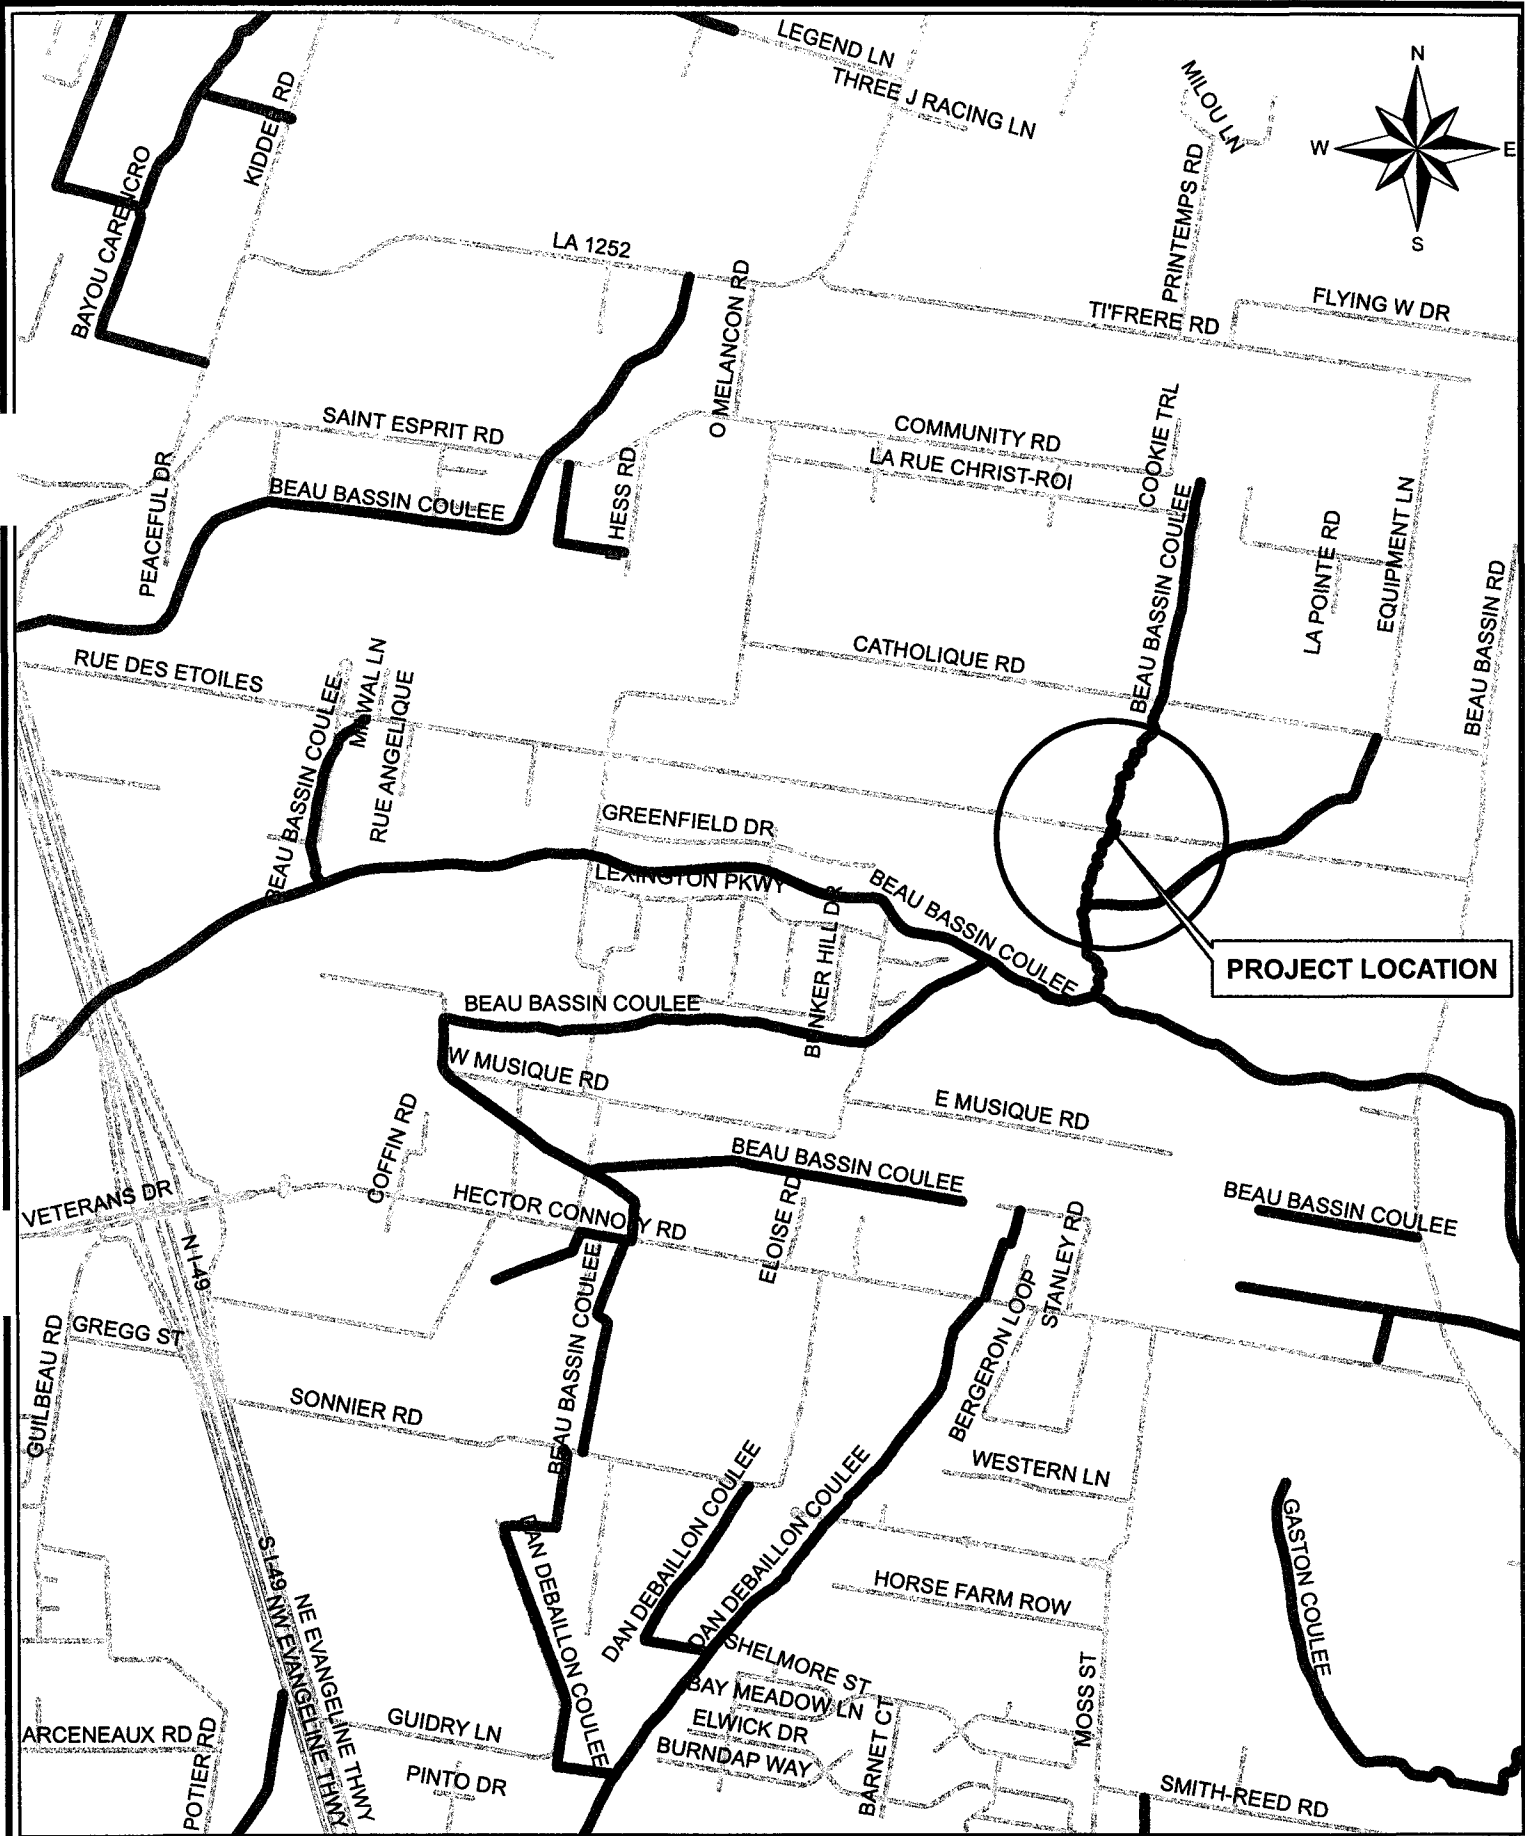 LEGEND LN
THREE J RACING LN
MILOU LN
N
W
E
S
KIDDER RD
BAYOU CARENCRO
PRINTEMPS RD
LA 1252
O MELANCON RD
TI'FRERE RD
FLYING W DR
SAINT ESPRIT RD
COMMUNITY RD
COOKIE TRL
LA RUE CHRIST-ROI
PEACEFUL DR
BEAU BASSIN COULEE
HESS RD
BEAU BASSIN COULEE
LA POINTE RD
EQUIPMENT LN
BEAU BASSIN RD
CATHOLIQUE RD
RUE DES ETOILES
BEAU BASSIN COULEE
RUE ANGELIQUE
GREENFIELD DR
LEXINGTON PKWY
BEAU BASSIN COULEE
BUNKER HILL DR
PROJECT LOCATION
BEAU BASSIN COULEE
W MUSIQUE RD
E MUSIQUE RD
COFFIN RD
BEAU BASSIN COULEE
VETERANS DR
HECTOR CONNOLY RD
ELOISE RD
STANLEY RD
BEAU BASSIN COULEE
N I-49
BEAU BASSIN COULEE
BERGERON LOOP
GUILBEAU RD
GREGG ST
SONNIER RD
WESTERN LN
DAN DEBAILLON COULEE
DAN DEBAILLON COULEE
DAN DEBAILLON COULEE
GASTON COULEE
S I-49
NW EVANGELINE THWY
NE EVANGELINE THWY
HORSE FARM ROW
SHELMORE ST
BAY MEADOW LN
ELWICK DR
BURNDAP WAY
BARNET CT
MOSS ST
ARCENEAUX RD
POTIER RD
GUIDRY LN
PINTO DR
SMITH-REED RD